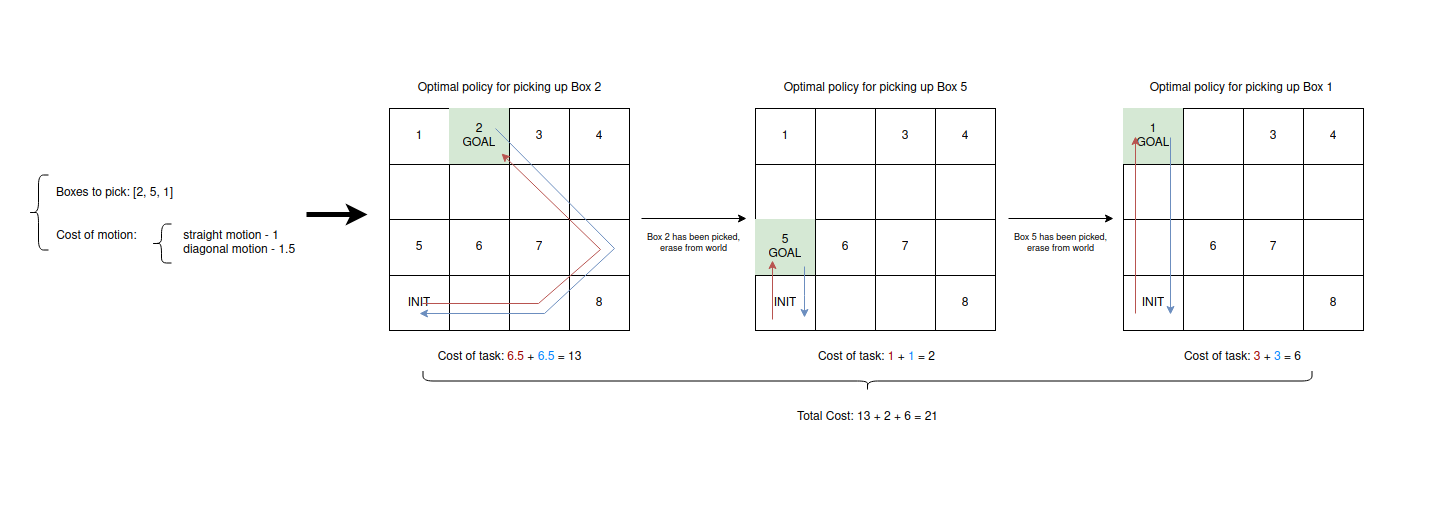 Optimal policy for picking up Box 2
Optimal policy for picking up Box 5
Optimal policy for picking up Box 1
Boxes to pick: [2, 5, 1]
Cost of motion:
straight motion - 1
diagonal motion - 1.5
1
2
GOAL
3
4
5
6
7
INIT
8
Cost of task: 6.5 + 6.5 = 13
Box 2 has been picked,
erase from world
1
3
4
5
GOAL
6
7
INIT
8
Cost of task: 1 + 1 = 2
Box 5 has been picked,
erase from world
1
GOAL
3
4
6
7
INIT
8
Cost of task: 3 + 3 = 6
Total Cost: 13 + 2 + 6 = 21